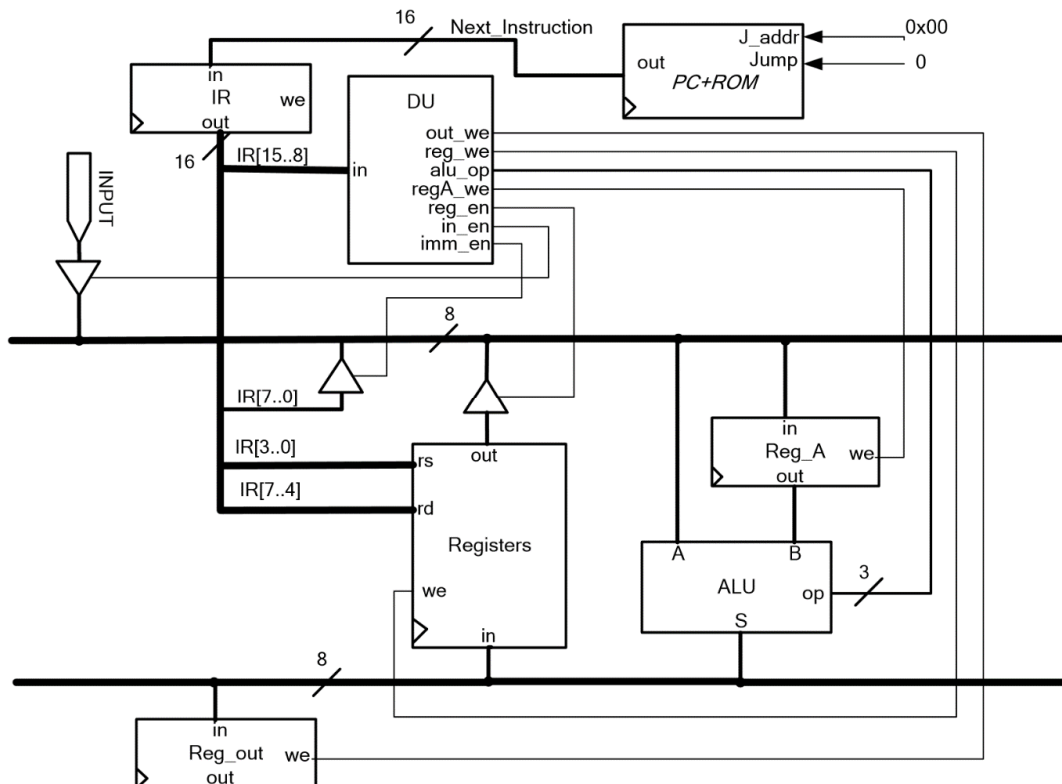 16
Next_Instruction
J_addr
0x00
Jump
0
out
PC+ROM
in
IR
we
out
16
IR[15..8]
DU
in
out_we
reg_we
alu_op
regA_we
reg_en
in_en
imm_en
INPUT
8
IR[7..0]
IR[3..0]
IR[7..4]
out
rs
rd
Registers
we
in
in
Reg_A
we
out
A
B
ALU
op
3
S
8
in
Reg_out
we
out